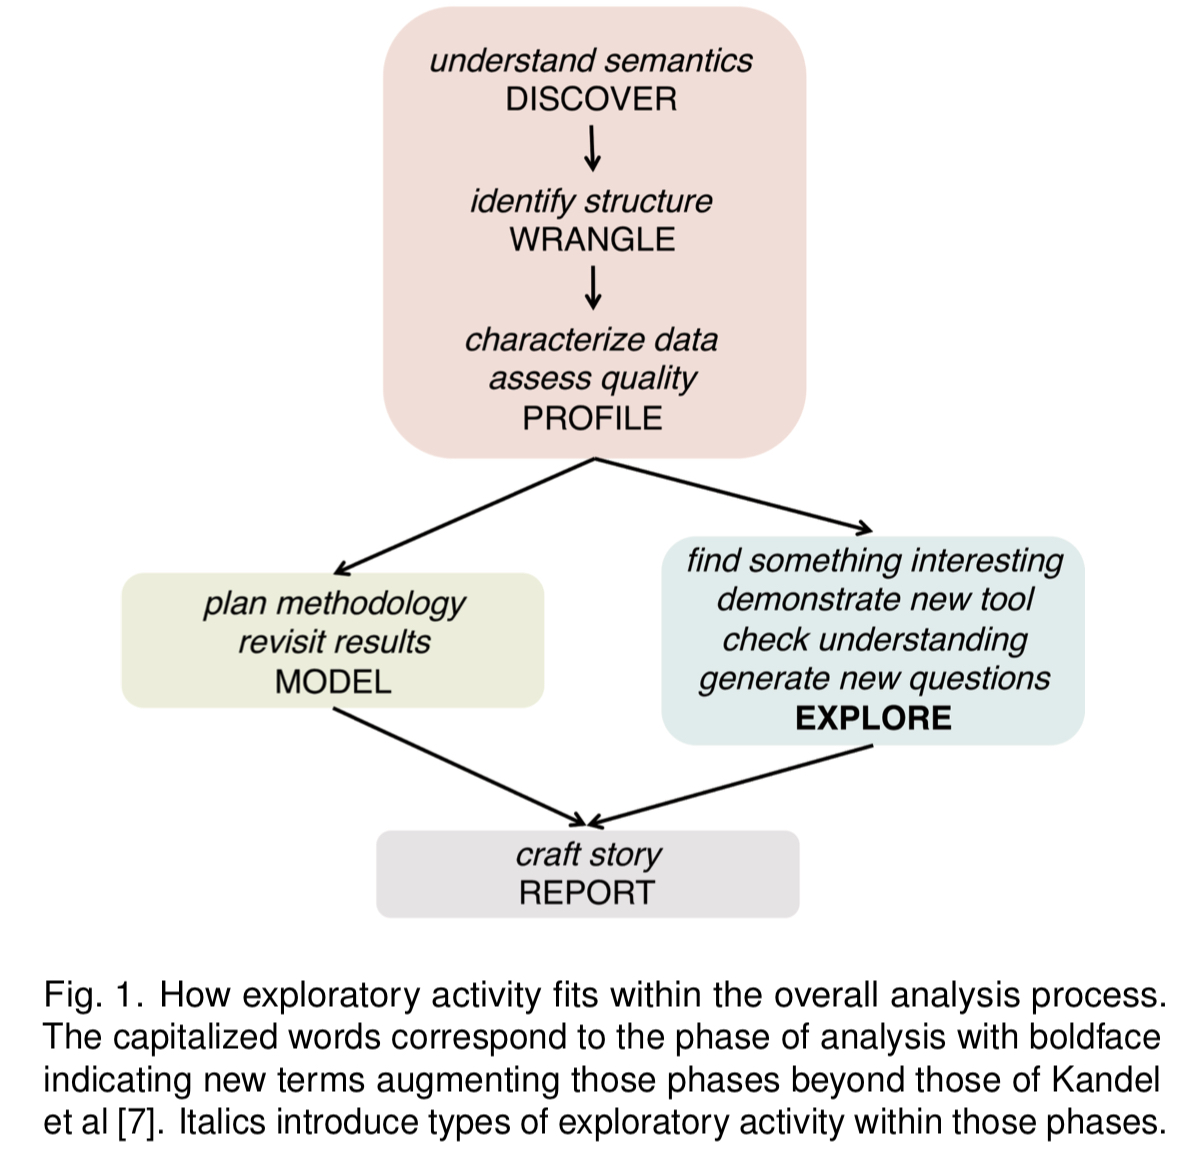 understand semantics
DISCOVER
identify structure
WRANGLE
characterize data
assess quality
PROFILE
plan methodology
revisit results
MODEL
find something interesting
demonstrate new tool
check understanding
generate new questions
EXPLORE
craft story
REPORT
Fig. 1. How exploratory activity fits within the overall analysis process.
The capitalized words correspond to the phase of analysis with boldface
indicating new terms augmenting those phases beyond those of Kandel
et al [7]. Italics introduce types of exploratory activity within those phases.